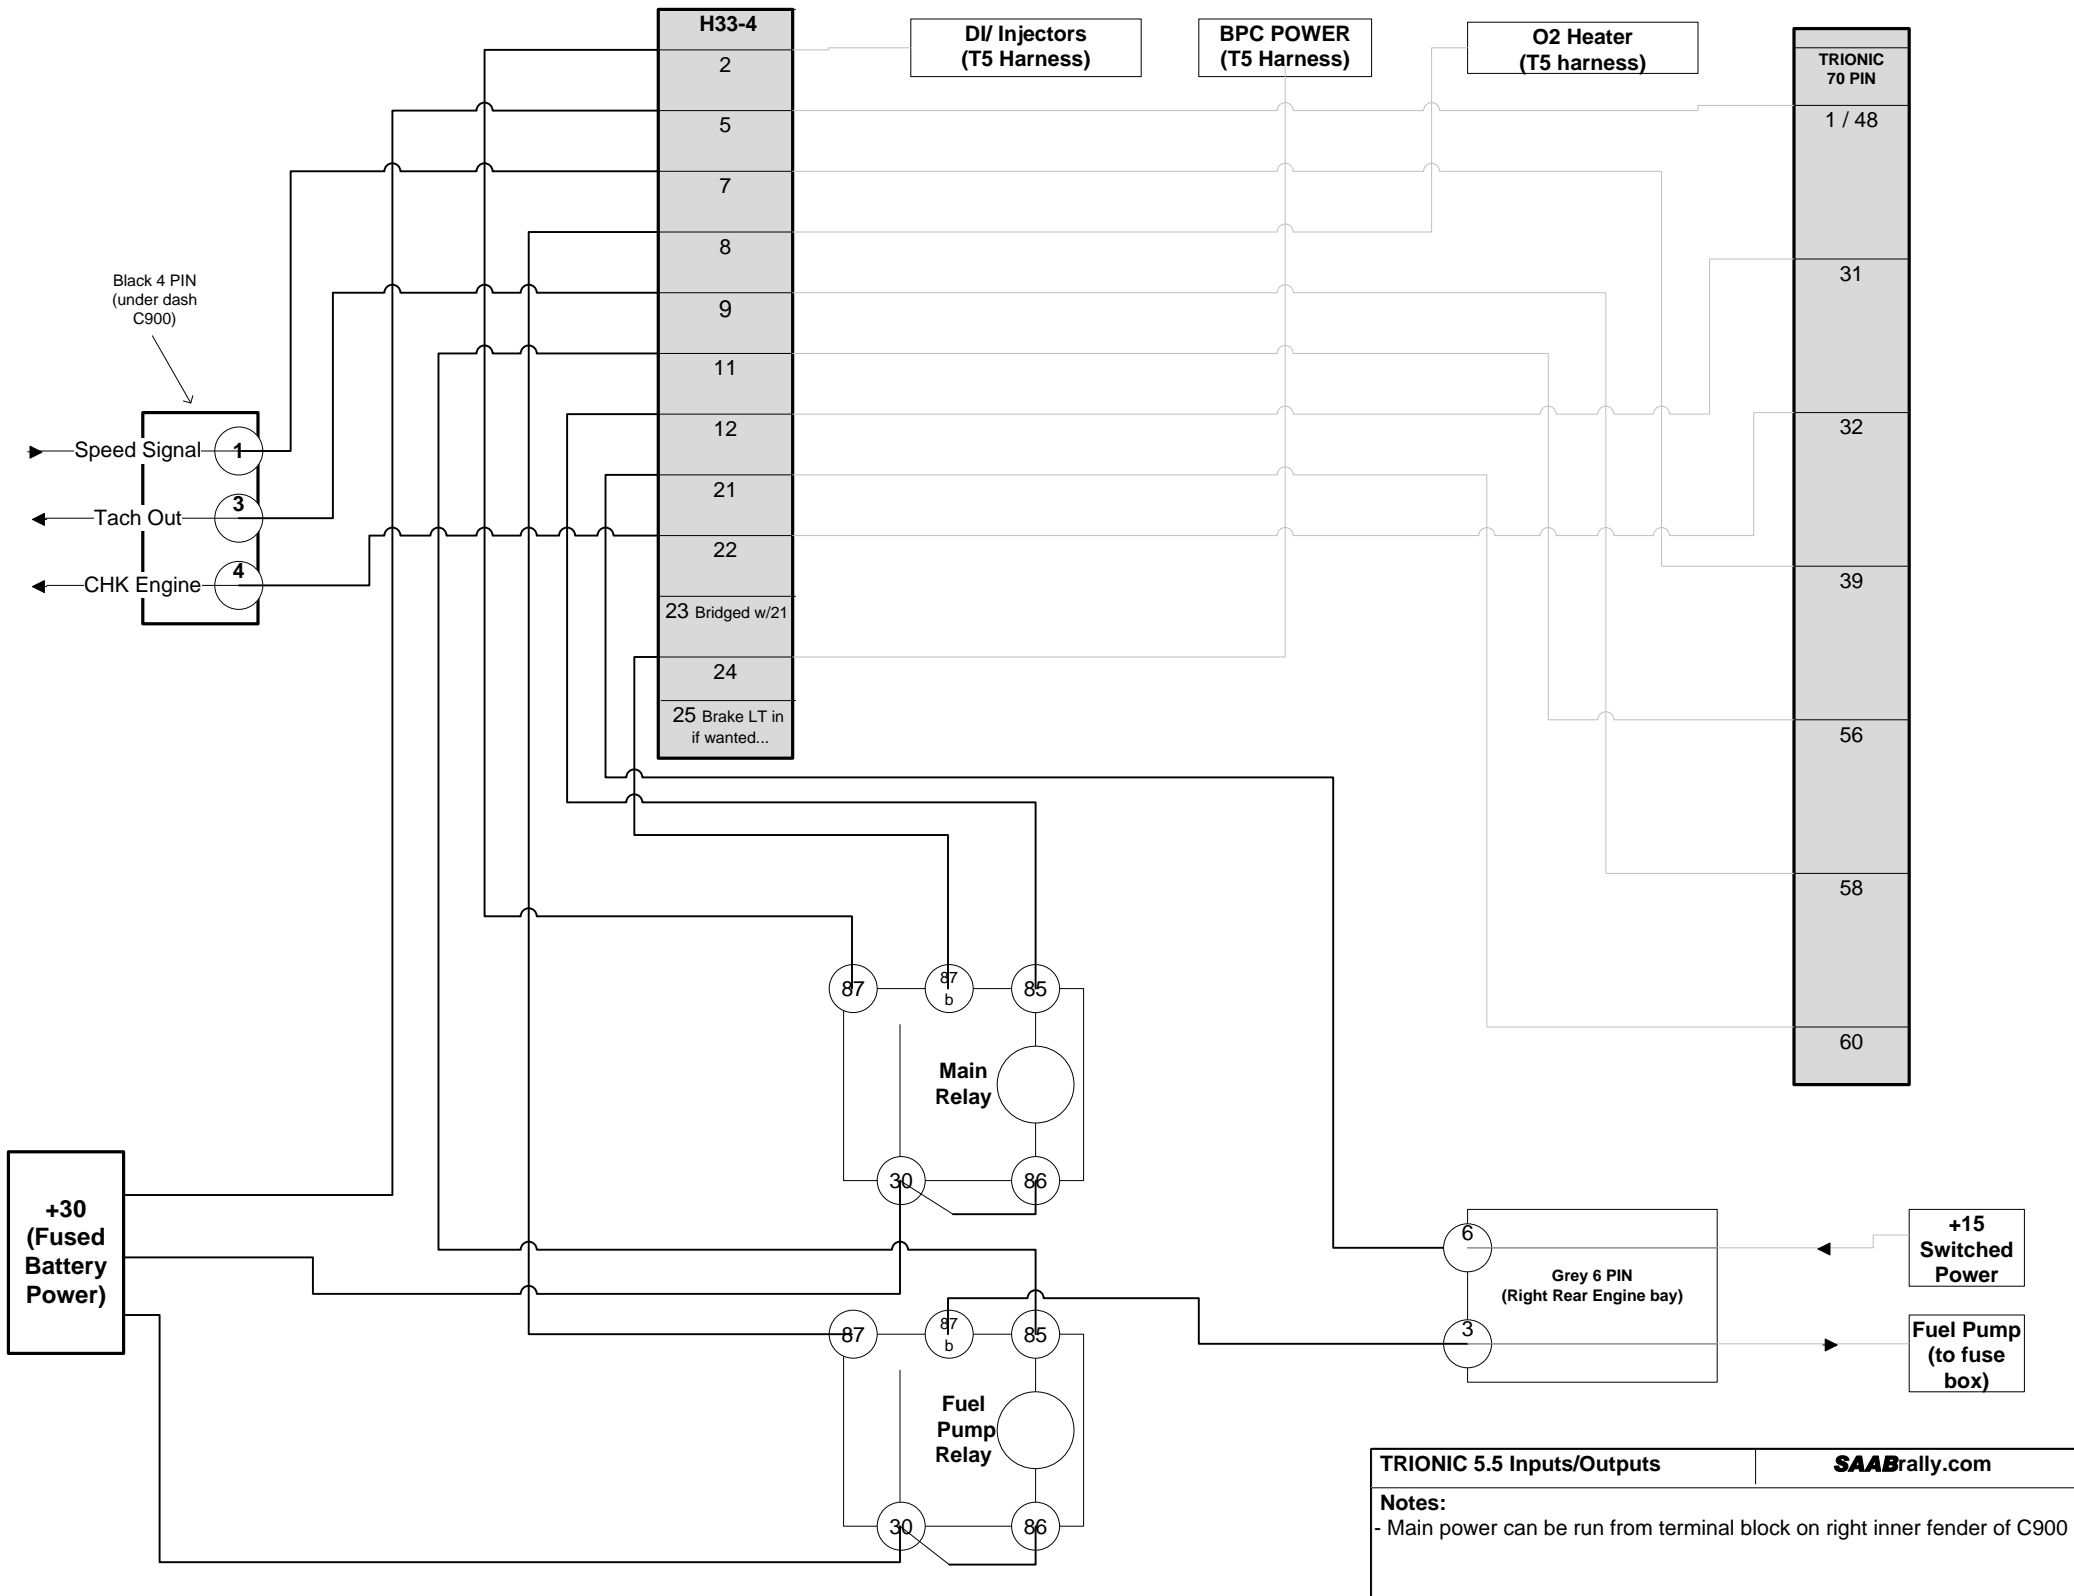 H33-4
2
5
7
8
9
11
12
21
22
23 Bridged w/21
24
25 Brake LT in
if wanted...
DI/ Injectors
(T5 Harness)
BPC POWER
(T5 Harness)
O2 Heater
(T5 harness)
TRIONIC
70 PIN
1 / 48
31
32
39
56
58
60
Black 4 PIN
(under dash
C900)
Speed Signal
1
Tach Out
3
CHK Engine
4
87
87
b
85
Main
Relay
30
86
+30
(Fused
Battery
Power)
87
87
b
85
Fuel
Pump
Relay
30
86
6
Grey 6 PIN
(Right Rear Engine bay)
3
+15
Switched
Power
Fuel Pump
(to fuse
box)
TRIONIC 5.5 Inputs/Outputs
SAABrally.com
Notes:
- Main power can be run from terminal block on right inner fender of C900